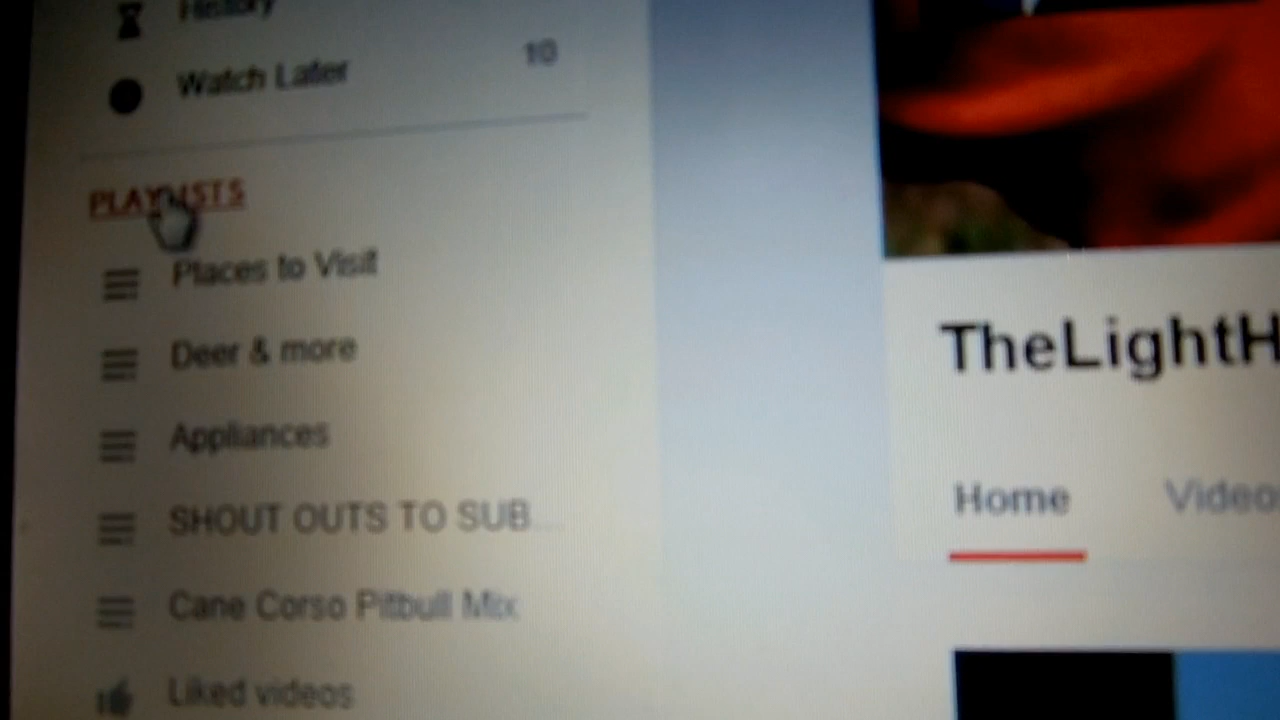 History
Watch Later
10
PLAYLISTS
Places to Visit
Deer & more
Appliances
SHOUT OUTS TO SUB...
Cane Corso Pitbull Mix
Liked videos
TheLightH
Home
Video